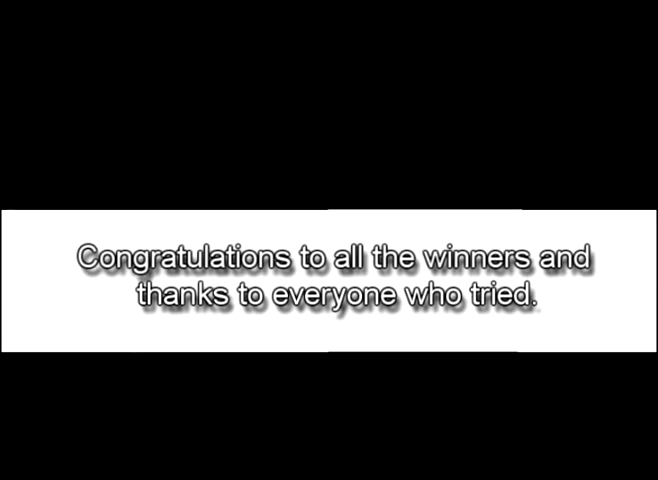 Congratulations to all the winners and
thanks to everyone who tried.